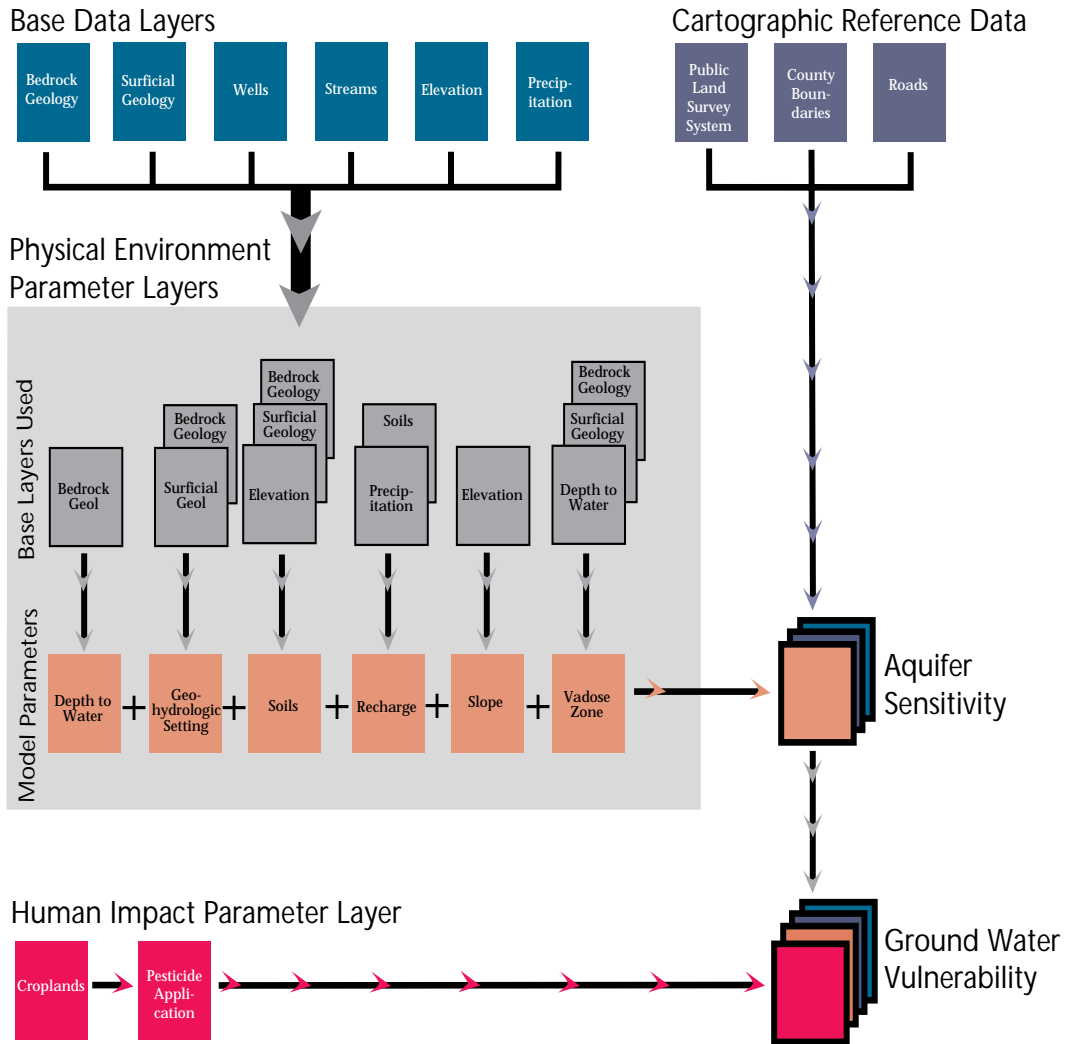 Base Data Layers
Cartographic Reference Data
Bedrock
Geology
Surficial
Geology
Wells
Streams
Elevation
Precip-
itation
Public
Land
Survey
System
County
Boun-
daries
Roads
Physical Environment
Parameter Layers
Base Layers Used
Bedrock
Geol
Bedrock
Geology
Surficial
Geol
Bedrock
Geology
Surficial
Geology
Elevation
Soils
Precip-
itation
Elevation
Bedrock
Geology
Surficial
Geology
Depth to
Water
Model Parameters
Depth to
Water
+
Geo-
hydrologic
Setting
+
Soils
+
Recharge
+
Slope
+
Vadose
Zone
Aquifer
Sensitivity
Human Impact Parameter Layer
Croplands
Pesticide
Appli-
cation
Ground Water
Vulnerability